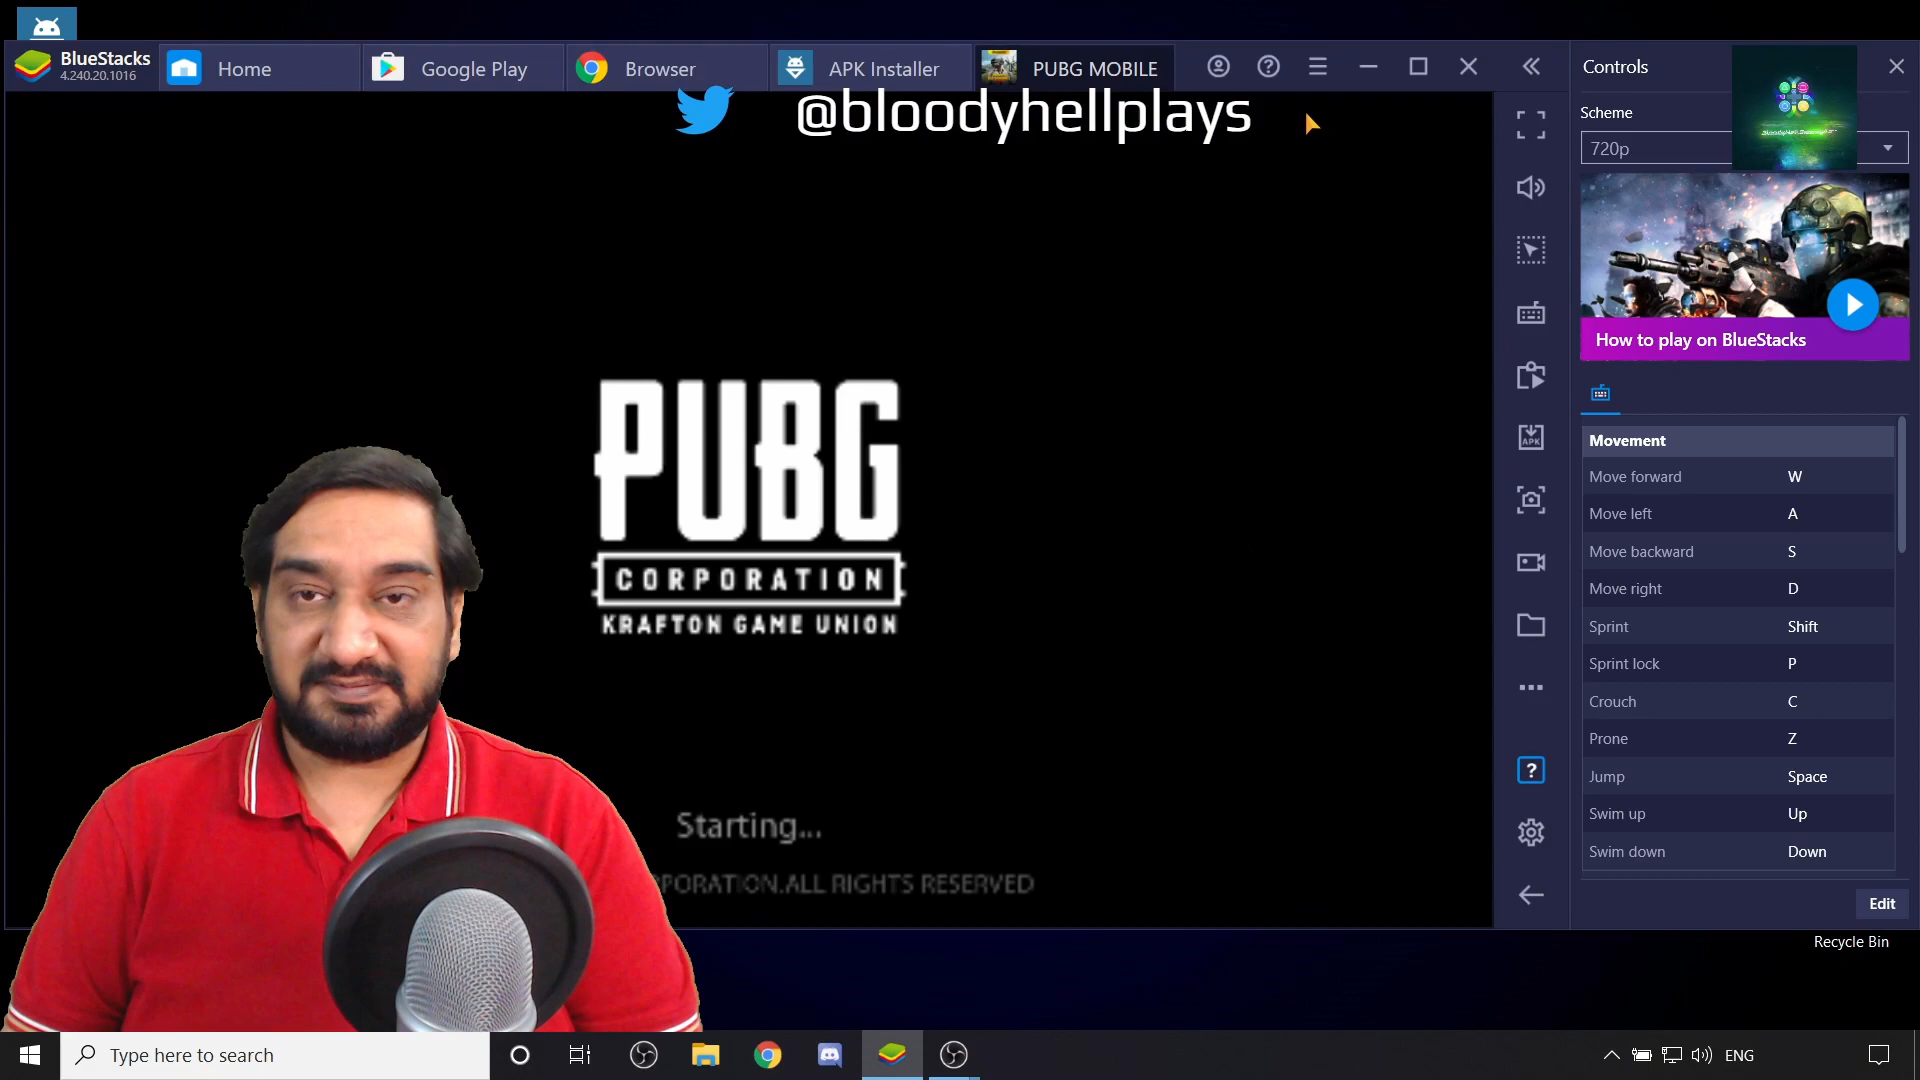 BlueStacks
4.240.20.1016
Home
Google Play
Browser
APK Installer
PUBG MOBILE
@bloodyhellplays
PUBG
CORPORATION
KRAFTON GAME UNION
Starting...
PORATION.ALL RIGHTS RESERVED
Controls
Scheme
720p
How to play on BlueStacks
Movement
Move forward W
Move left A
Move backward S
Move right D
Sprint Shift
Sprint lock P
Crouch C
Prone Z
Jump Space
Swim up Up
Swim down Down
Edit
APK
Recycle Bin
Type here to search
ENG